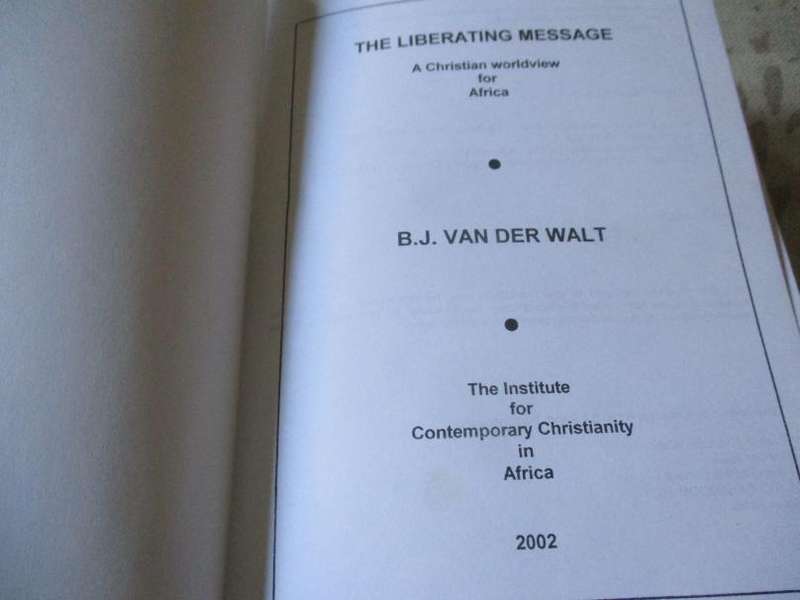 THE LIBERATING MESSAGE
A Christian worldview
for
Africa
B.J. VAN DER WALT
The Institute
for
Contemporary Christianity
in
Africa
2002